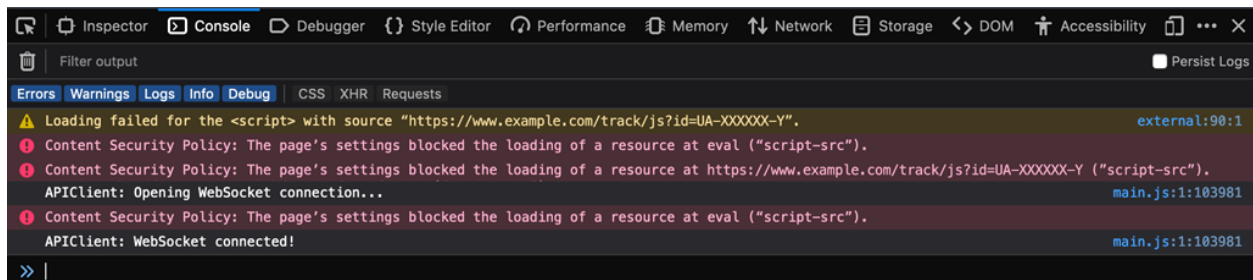 Inspector Console Debugger {} Style Editor Performance Memory Network Storage DOM Accessibility
Filter output Persist Logs
Errors Warnings Logs Info Debug CSS XHR Requests
Loading failed for the <script> with source “https://www.example.com/track/js?id=UA-XXXXXX-Y”. external:90:1
Content Security Policy: The page’s settings blocked the loading of a resource at eval (“script-src”).
Content Security Policy: The page’s settings blocked the loading of a resource at https://www.example.com/track/js?id=UA-XXXXXX-Y (“script-src”).
APIClient: Opening WebSocket connection... main.js:1:103981
Content Security Policy: The page’s settings blocked the loading of a resource at eval (“script-src”).
APIClient: WebSocket connected! main.js:1:103981